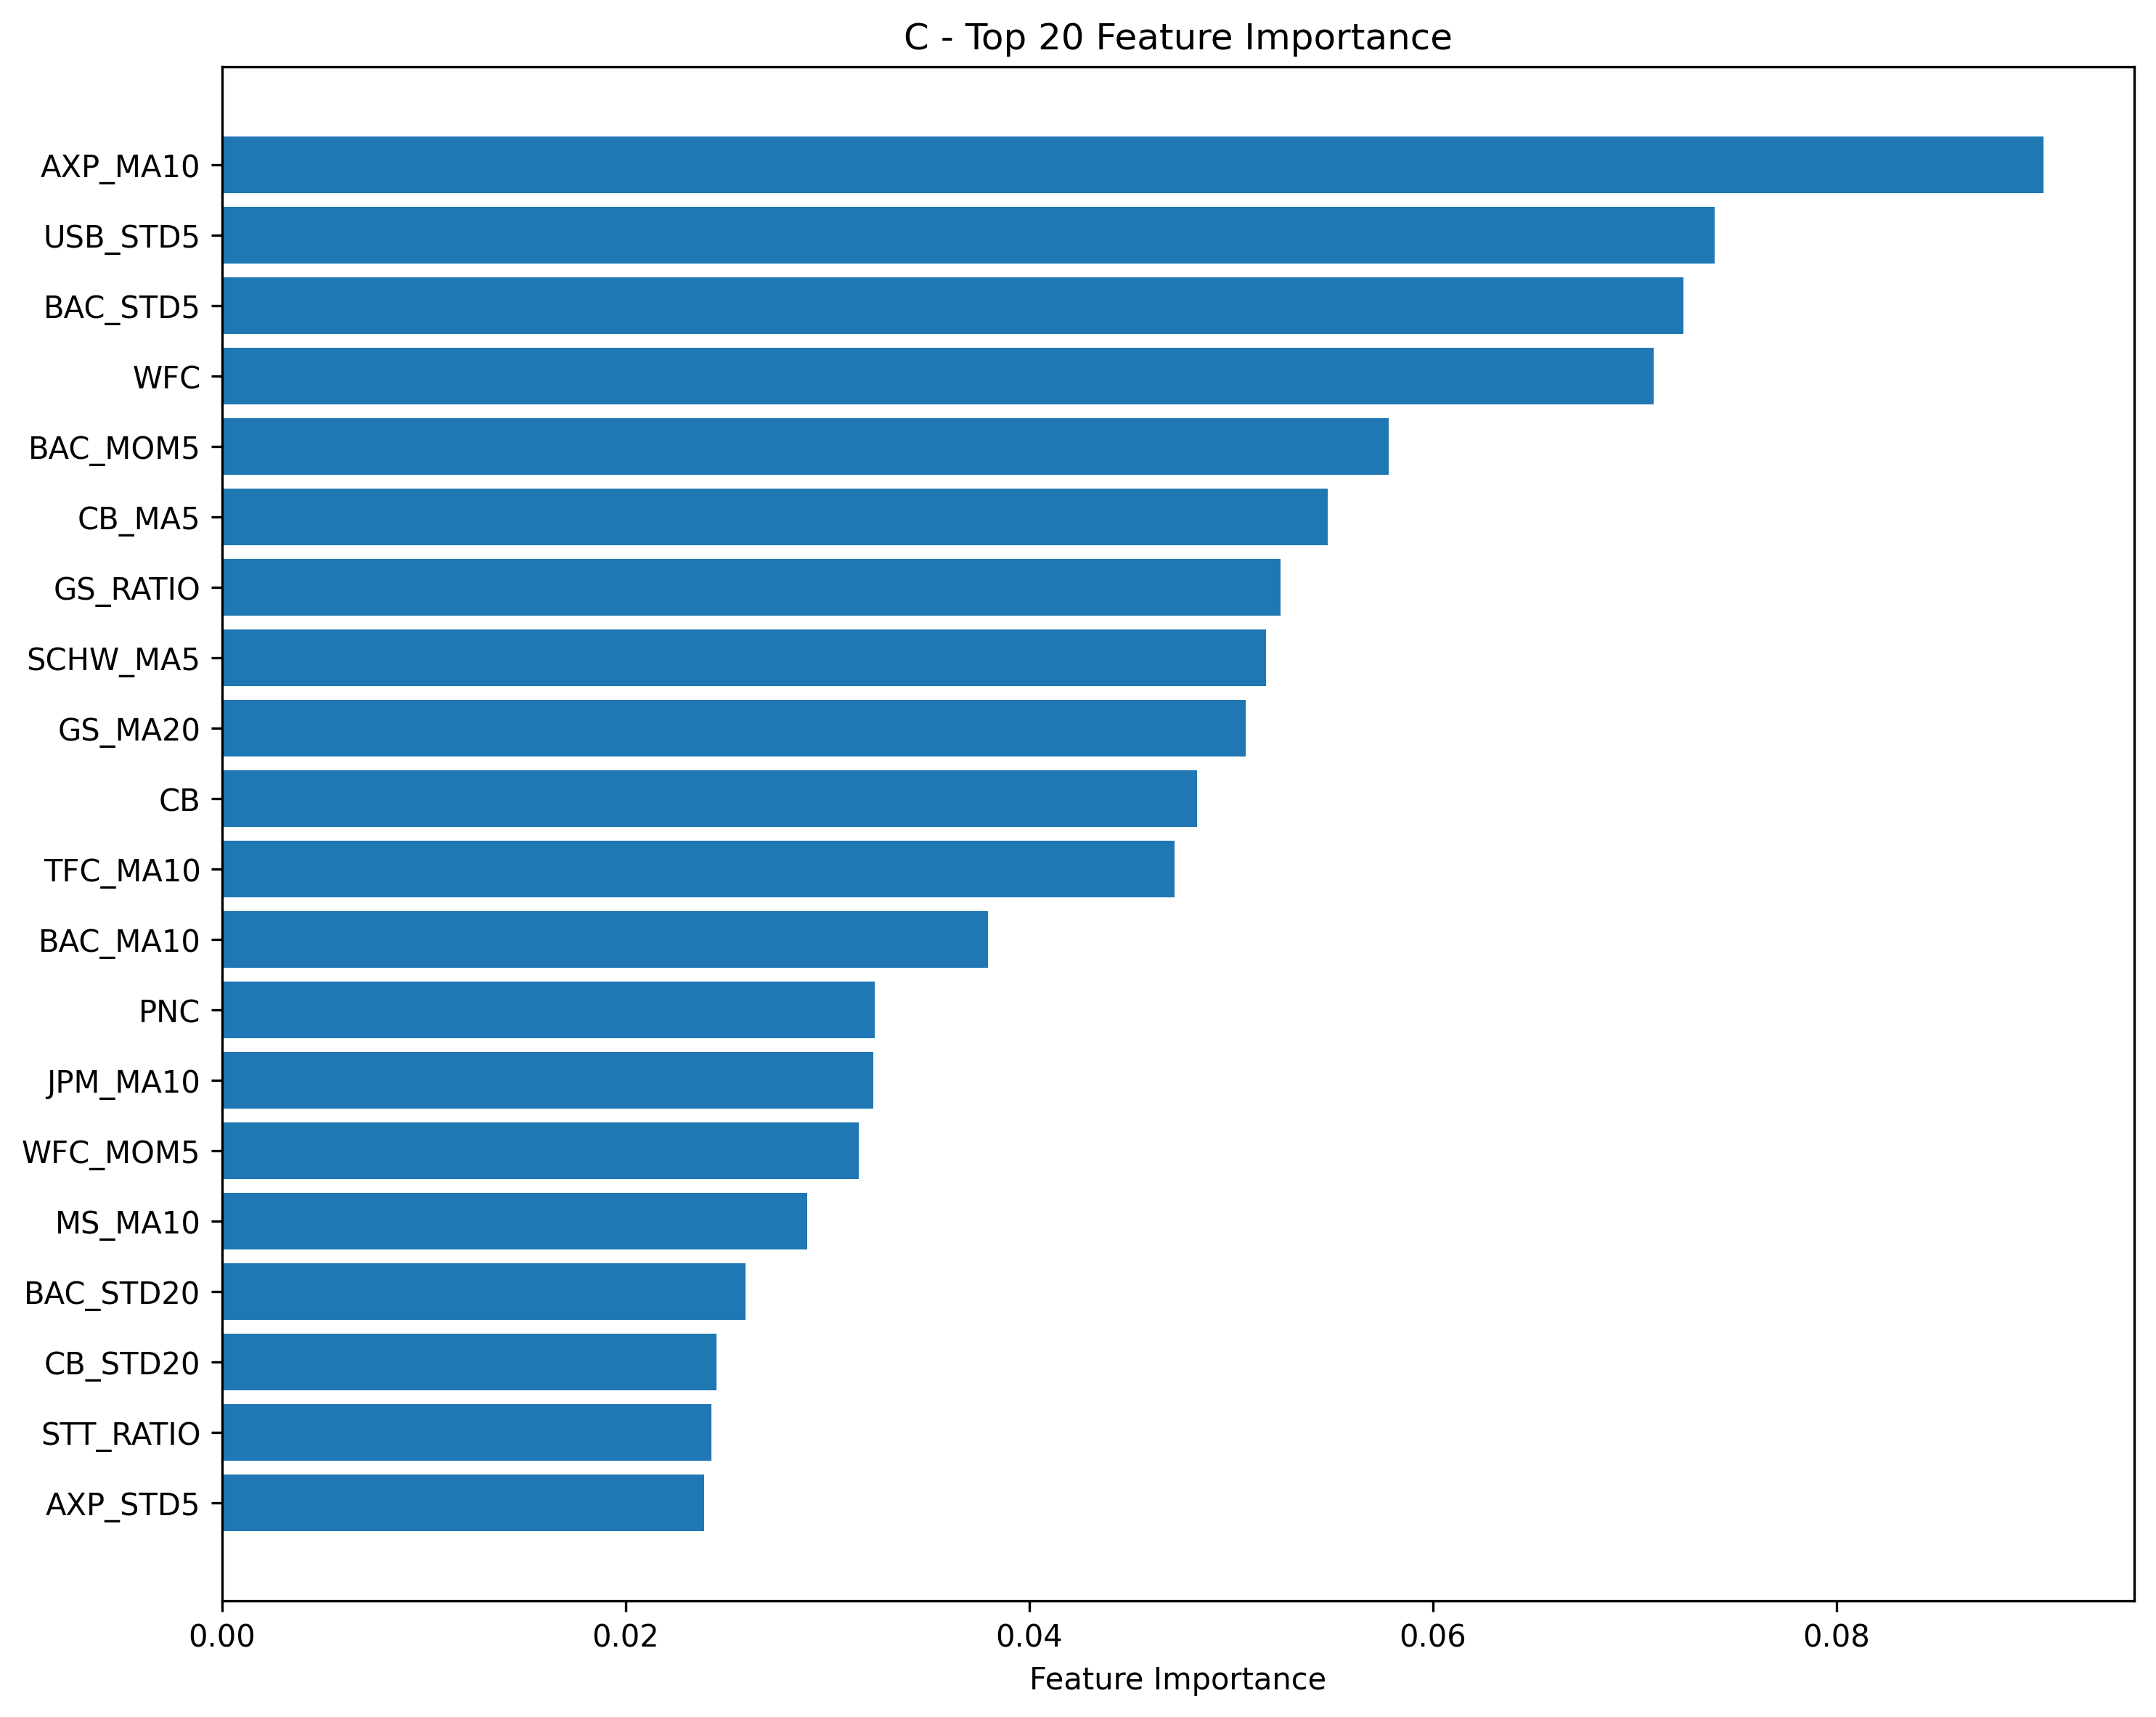 C - Top 20 Feature Importance
AXP_MA10
USB_STD5
BAC_STD5
WFC
BAC_MOM5
CB_MA5
GS_RATIO
SCHW_MA5
GS_MA20
CB
TFC_MA10
BAC_MA10
PNC
JPM_MA10
WFC_MOM5
MS_MA10
BAC_STD20
CB_STD20
STT_RATIO
AXP_STD5
0.00 0.02 0.04 0.06 0.08
Feature Importance